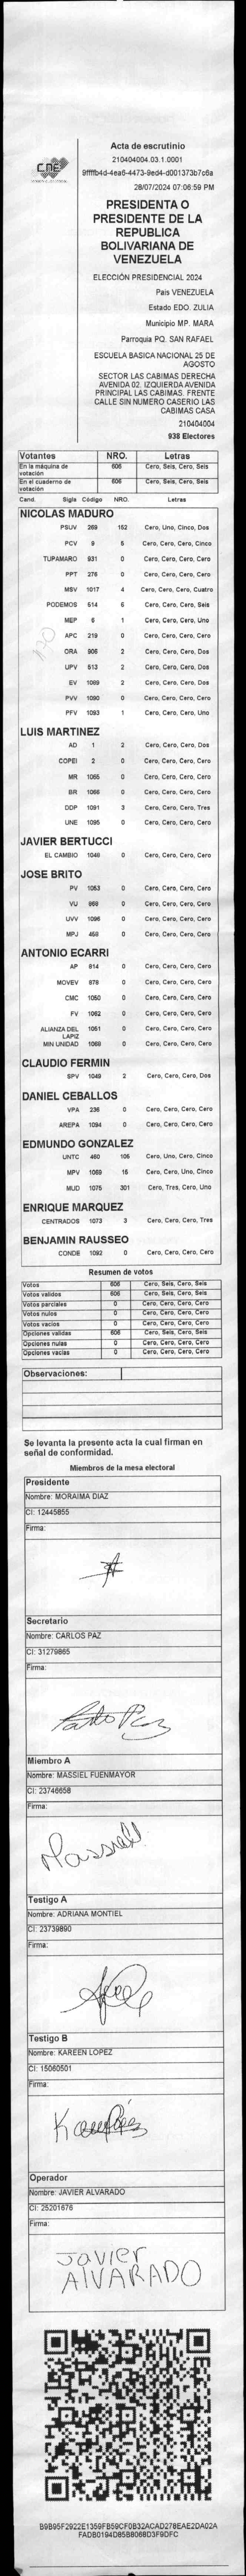 CNE
Acta de escrutinio
210404004.03.1.0001
9ffffb4d-4ea6-4473-9ed4-d001373b7c6a
28/07/2024 07:06:59 PM
PRESIDENTA O
PRESIDENTE DE LA
REPUBLICA
BOLIVARIANA DE
VENEZUELA
ELECCIÓN PRESIDENCIAL 2024
Pais VENEZUELA
Estado EDO. ZULIA
Municipio MP. MARA
Parroquia PQ. SAN RAFAEL
ESCUELA BASICA NACIONAL 25 DE
AGOSTO
SECTOR LAS CABIMAS DERECHA
AVENIDA 02. IZQUIERDA AVENIDA
PRINCIPAL LAS CABIMAS. FRENTE
CALLE SIN NUMERO CASERIO LAS
CABIMAS CASA
210404004
938 Electores
Votantes NRO. Letras
En la máquina de votación 606 Cero, Seis, Cero, Seis
En el cuaderno de votación 606 Cero, Seis, Cero, Seis
Cand. Sigla Código NRO. Letras
NICOLAS MADURO
PSUV 269 152 Cero, Uno, Cinco, Dos
PCV 9 5 Cero, Cero, Cero, Cinco
TUPAMARO 931 0 Cero, Cero, Cero, Cero
PPT 276 0 Cero, Cero, Cero, Cero
MSV 1017 4 Cero, Cero, Cero, Cuatro
PODEMOS 514 6 Cero, Cero, Cero, Seis
MEP 6 1 Cero, Cero, Cero, Uno
APC 219 0 Cero, Cero, Cero, Cero
ORA 906 2 Cero, Cero, Cero, Dos
UPV 513 2 Cero, Cero, Cero, Dos
EV 1089 2 Cero, Cero, Cero, Dos
PVV 1090 0 Cero, Cero, Cero, Cero
PFV 1093 1 Cero, Cero, Cero, Uno
LUIS MARTINEZ
AD 1 2 Cero, Cero, Cero, Dos
COPEI 2 0 Cero, Cero, Cero, Cero
MR 1065 0 Cero, Cero, Cero, Cero
BR 1066 0 Cero, Cero, Cero, Cero
DDP 1091 3 Cero, Cero, Cero, Tres
UNE 1095 0 Cero, Cero, Cero, Cero
JAVIER BERTUCCI
EL CAMBIO 1048 0 Cero, Cero, Cero, Cero
JOSE BRITO
PV 1053 0 Cero, Cero, Cero, Cero
VU 868 0 Cero, Cero, Cero, Cero
UVV 1096 0 Cero, Cero, Cero, Cero
MPJ 458 0 Cero, Cero, Cero, Cero
ANTONIO ECARRI
AP 814 0 Cero, Cero, Cero, Cero
MOVEV 878 0 Cero, Cero, Cero, Cero
CMC 1050 0 Cero, Cero, Cero, Cero
FV 1062 0 Cero, Cero, Cero, Cero
ALIANZA DEL LAPIZ 1051 0 Cero, Cero, Cero, Cero
MIN UNIDAD 1068 0 Cero, Cero, Cero, Cero
CLAUDIO FERMIN
SPV 1049 2 Cero, Cero, Cero, Dos
DANIEL CEBALLOS
VPA 236 0 Cero, Cero, Cero, Cero
AREPA 1094 0 Cero, Cero, Cero, Cero
EDMUNDO GONZALEZ
UNTC 460 105 Cero, Uno, Cero, Cinco
MPV 1069 15 Cero, Cero, Uno, Cinco
MUD 1075 301 Cero, Tres, Cero, Uno
ENRIQUE MARQUEZ
CENTRADOS 1073 3 Cero, Cero, Cero, Tres
BENJAMIN RAUSSEO
CONDE 1092 0 Cero, Cero, Cero, Cero
Resumen de votos
Votos 606 Cero, Seis, Cero, Seis
Votos validos 606 Cero, Seis, Cero, Seis
Votos parciales 0 Cero, Cero, Cero, Cero
Votos nulos 0 Cero, Cero, Cero, Cero
Votos vacios 0 Cero, Cero, Cero, Cero
Opciones validas 606 Cero, Seis, Cero, Seis
Opciones nulas 0 Cero, Cero, Cero, Cero
Opciones vacias 0 Cero, Cero, Cero, Cero
Observaciones:
Se levanta la presente acta la cual firman en
señal de conformidad.
Miembros de la mesa electoral
Presidente
Nombre: MORAIMA DIAZ
CI: 12445855
Firma:
Secretario
Nombre: CARLOS PAZ
CI: 31279865
Firma:
Miembro A
Nombre: MASSIEL FUENMAYOR
CI: 23746658
Firma:
Massiell
Testigo A
Nombre: ADRIANA MONTIEL
CI: 23739890
Firma:
Testigo B
Nombre: KAREEN LOPEZ
CI: 15060501
Firma:
Operador
Nombre: JAVIER ALVARADO
CI: 25201676
Firma:
JAVIER
AlVARADO
B9B95F2922E1359FB59CF0B32ACAD278EAE2DA02A
FADB0194D85B8068D3F9DFC